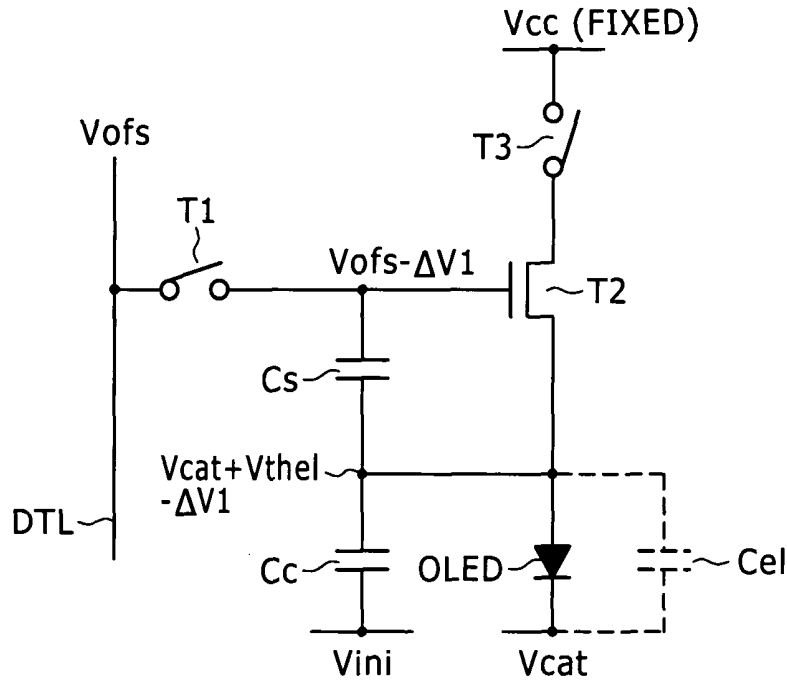 Vcc (FIXED)
Vofs
T3
T1
Vofs-ΔV1
T2
Cs
Vcat+Vthel
-ΔV1
DTL
Cc
OLED
Cel
Vini
Vcat